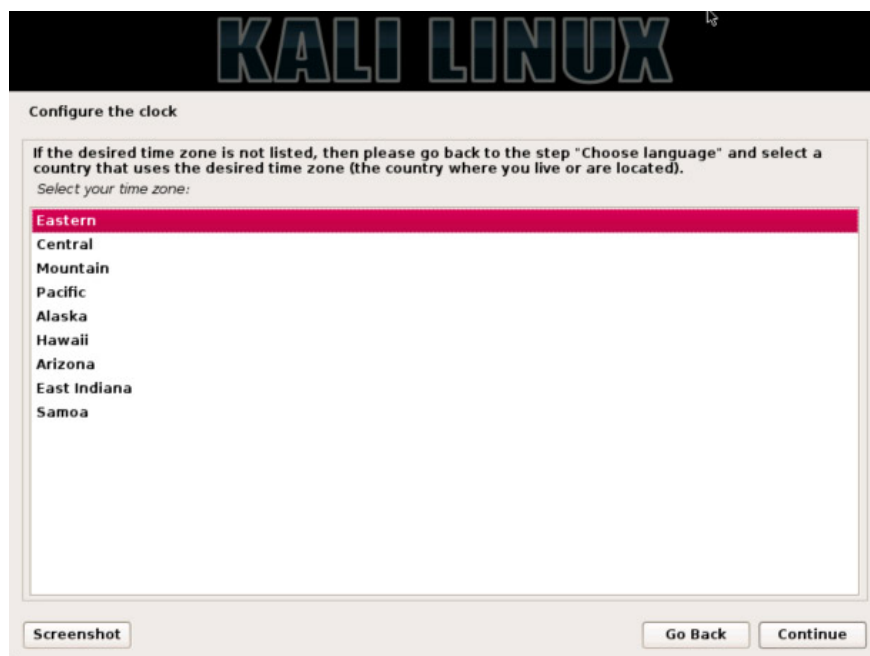 KALI LINUX
Configure the clock
If the desired time zone is not listed, then please go back to the step "Choose language" and select a
country that uses the desired time zone (the country where you live or are located).
Select your time zone:
Eastern
Central
Mountain
Pacific
Alaska
Hawaii
Arizona
East Indiana
Samoa
Screenshot Go Back Continue